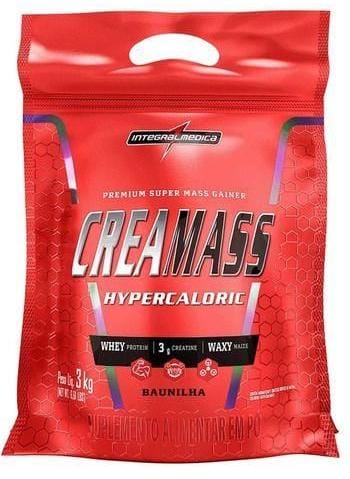 INTEGRALMEDICA
PREMIUM SUPER MASS GAINER
CREAMASS
HYPERCALORIC
WHEY PROTEIN
3g CREATINE
WAXY MAIZE
Peso Líq. 3 kg
BAUNILHA
SUPLEMENTO ALIMENTAR EM PÓ